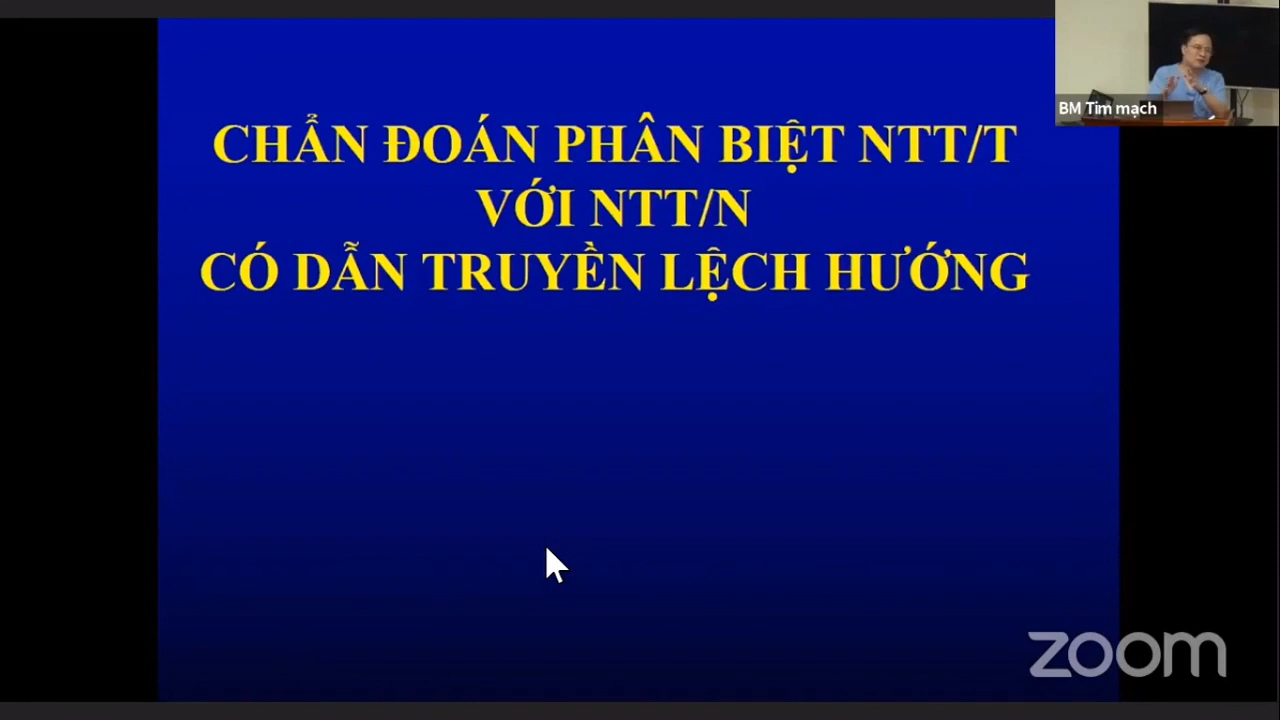 BM Tim mạch
CHẨN ĐOÁN PHÂN BIỆT NTT/T
VỚI NTT/N
CÓ DẪN TRUYỀN LỆCH HƯỚNG
zoom